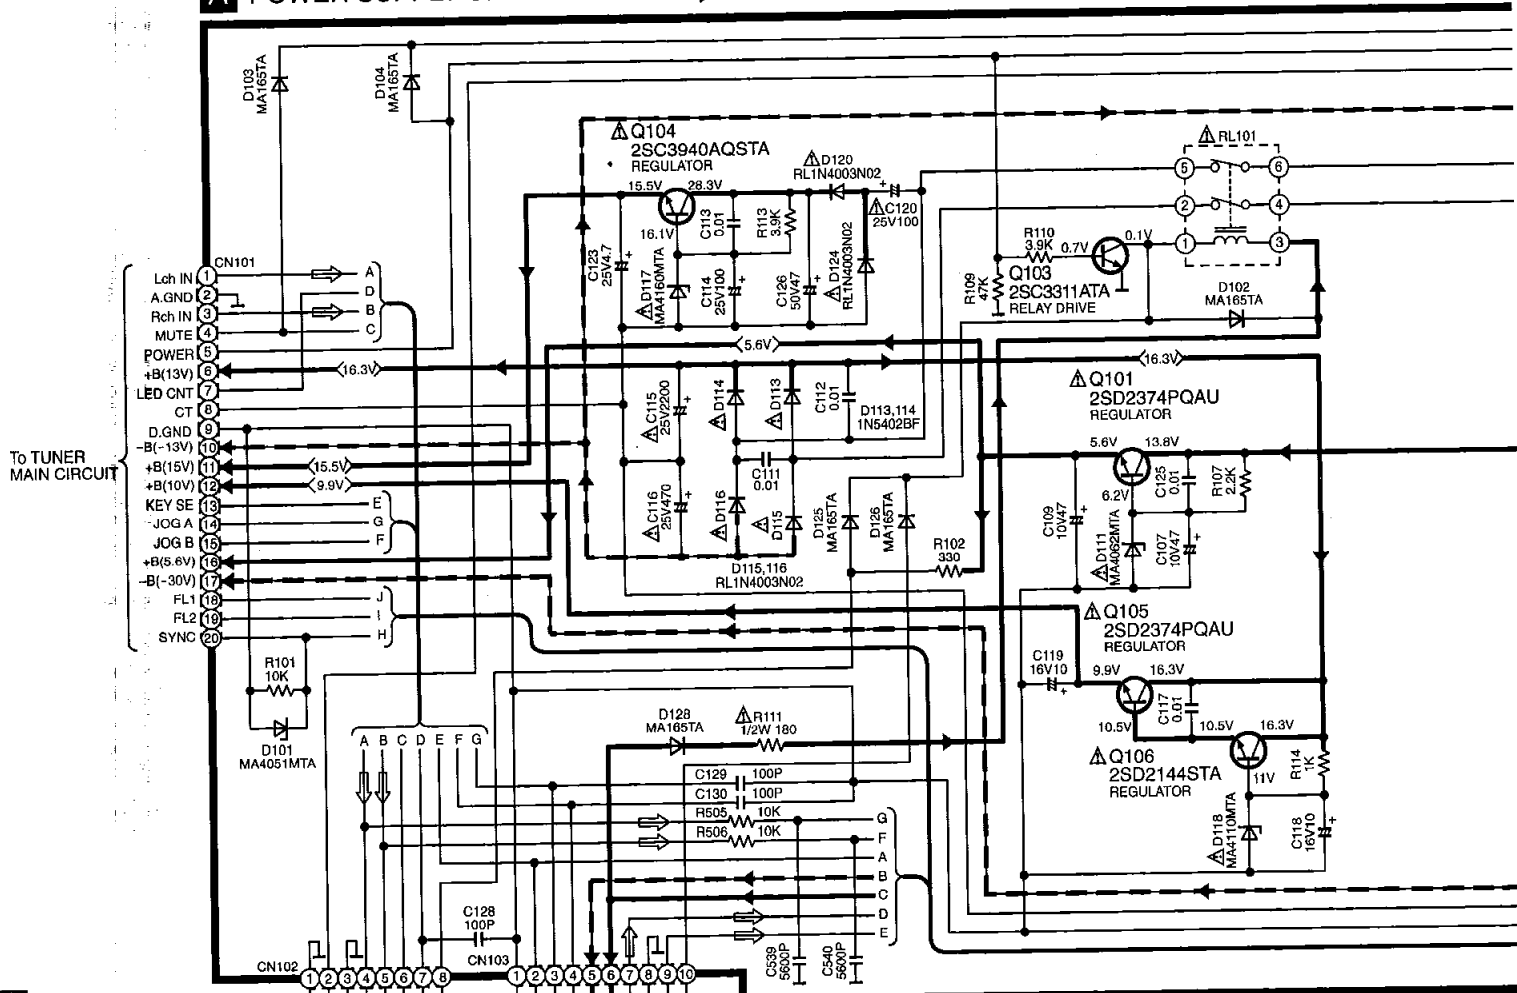 D103
MA165TA
D104
MA165TA
Q104
2SC3940AQSTA
REGULATOR
15.5V
28.3V
16.1V
D120
RL1N4003N02
C120
25V100
C123
25V4.7
D117
MA4160MTA
C113
0.01
C114
25V100
R113
3.9K
C126
50V47
D124
RL1N4003N02
RL101
5
6
2
4
1
3
R110
3.9K
0.7V
0.1V
R109
47K
Q103
2SC3311ATA
RELAY DRIVE
D102
MA165TA
CN101
Lch IN 1
A.GND 2
Rch IN 3
MUTE 4
POWER 5
+B(13V) 6
LED CNT 7
CT 8
D.GND 9
-B(-13V) 10
+B(15V) 11
+B(10V) 12
KEY SE 13
JOG A 14
JOG B 15
+B(5.6V) 16
-B(-30V) 17
FL1 18
FL2 19
SYNC 20
A
D
B
C
E
G
F
J
I
H
To TUNER
MAIN CIRCUIT
16.3V
15.5V
9.9V
5.6V
16.3V
C115
25V2200
D114
D113
C112
0.01
D113,114
1N5402BF
C111
0.01
C116
25V470
D116
D115
D115,116
RL1N4003N02
D125
MA165TA
D126
MA165TA
R102
330
Q101
2SD2374PQAU
REGULATOR
5.6V
13.8V
6.2V
C109
10V47
D111
MA4062MTA
C125
0.01
C107
10V47
R107
2.2K
Q105
2SD2374PQAU
REGULATOR
C119
16V10
9.9V
16.3V
10.5V
C117
0.01
10.5V
16.3V
11V
Q106
2SD2144STA
REGULATOR
R114
1K
D118
MA4110MTA
C118
16V10
R101
10K
D101
MA4051MTA
A B C D E F G
D128
MA165TA
R111
1/2W 180
C129
100P
C130
100P
R505
10K
R506
10K
G
F
A
B
C
D
E
C128
100P
C539
5600P
C540
5600P
CN102
1 2 3 4 5 6 7 8
CN103
1 2 3 4 5 6 7 8 9 10